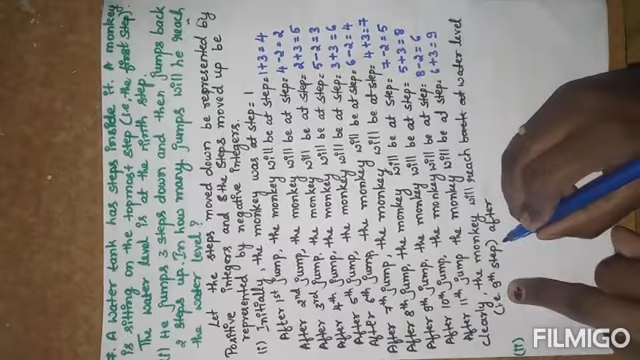 7. A water tank has steps inside it. A monkey
is sitting on the topmost step (i.e., the first step).
The water level is at the ninth step.
(i) He jumps 3 steps down and then jumps back
2 steps up. In how many jumps will he reach
the water level?
Let the steps moved down be represented by
Positive integers and & the steps moved up be
represented by negative integers.
(i) Initially, the monkey was at step = 1
After 1st jump, the monkey will be at step = 1+3=4
After 2nd jump, the monkey will be at step = 4-2=2
After 3rd jump, the monkey will be at step = 2+3=5
After 4th jump, the monkey will be at step = 5-2=3
After 5th jump, the monkey will be at step = 3+3=6
After 6th jump, the monkey will be at step = 6-2=4
After 7th jump, the monkey will be at step = 4+3=7
After 8th jump, the monkey will be at step = 7-2=5
After 9th jump, the monkey will be at step = 5+3=8
After 10th jump, the monkey will be at step = 8-2=6
After 11th jump the monkey will be at step = 6+3=9
clearly, the monkey will reach back at water level
(ie 9th step) after
(ii)
FILMIGO